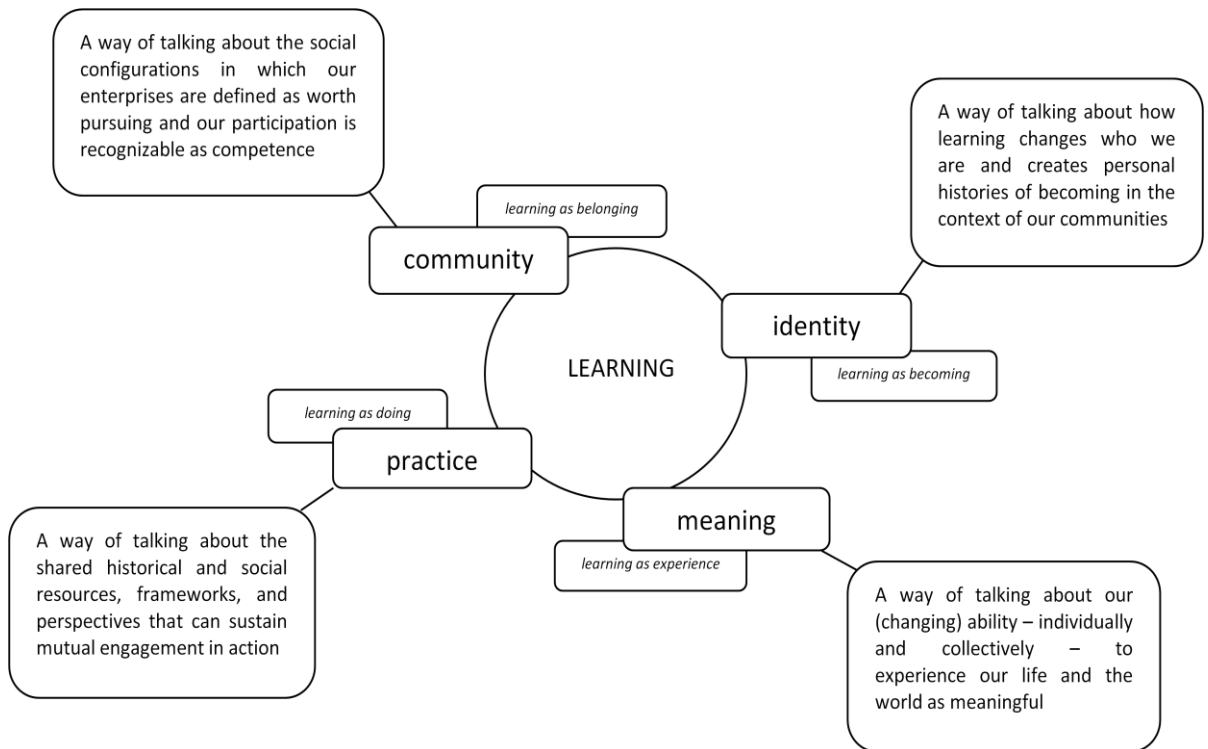 A way of talking about the social
configurations in which our
enterprises are defined as worth
pursuing and our participation is
recognizable as competence
A way of talking about how
learning changes who we
are and creates personal
histories of becoming in the
context of our communities
learning as belonging
community
identity
learning as becoming
LEARNING
learning as doing
practice
meaning
learning as experience
A way of talking about the
shared historical and social
resources, frameworks, and
perspectives that can sustain
mutual engagement in action
A way of talking about our
(changing) ability – individually
and collectively – to
experience our life and the
world as meaningful